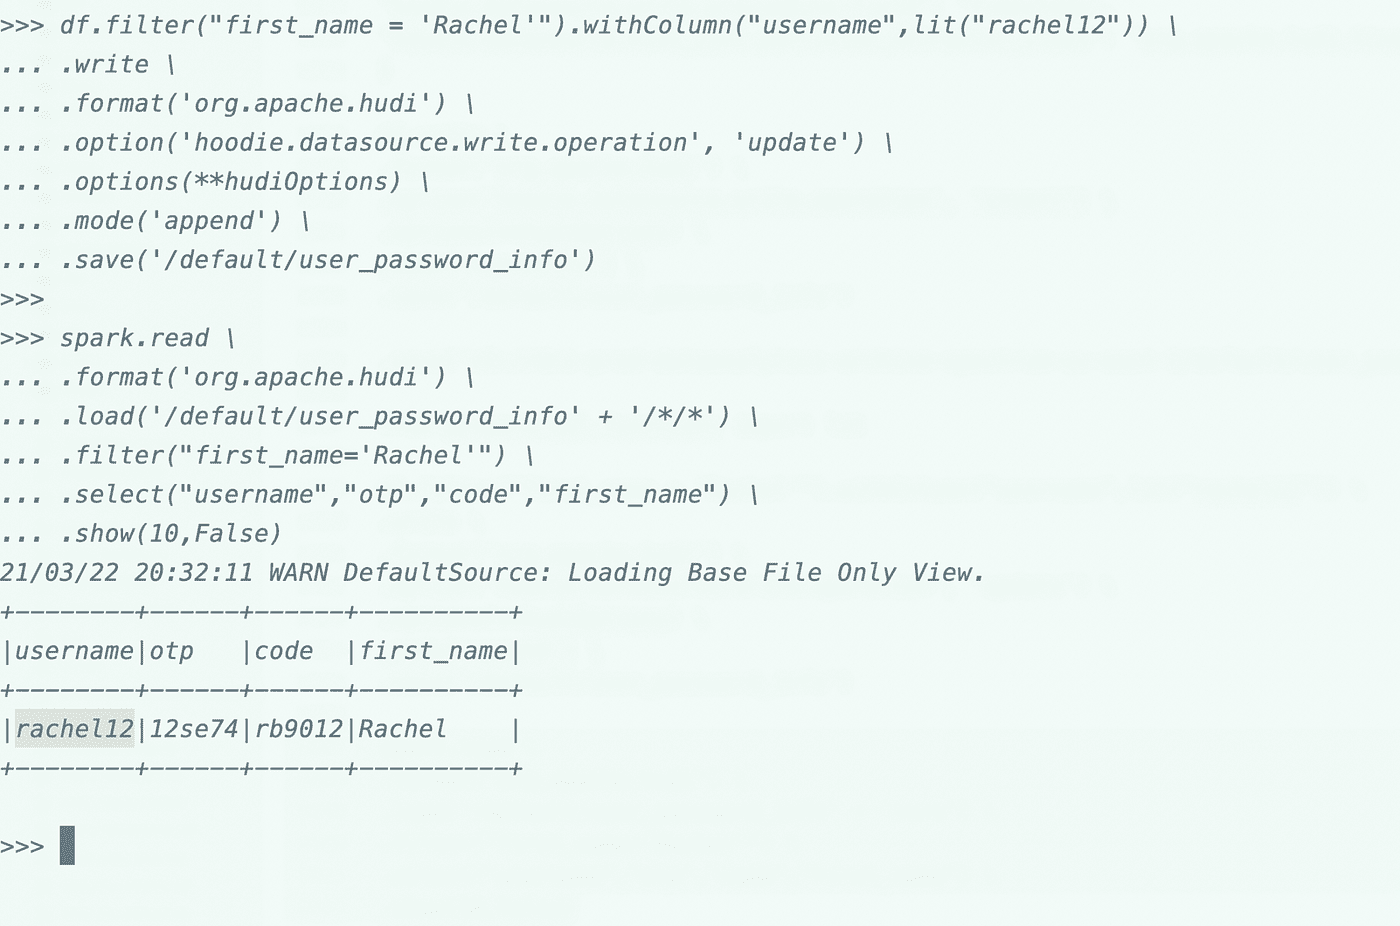 >>> df.filter("first_name = 'Rachel'").withColumn("username",lit("rachel12")) \
... .write \
... .format('org.apache.hudi') \
... .option('hoodie.datasource.write.operation', 'update') \
... .options(**hudiOptions) \
... .mode('append') \
... .save('/default/user_password_info')
>>>
>>> spark.read \
... .format('org.apache.hudi') \
... .load('/default/user_password_info' + '/*/*') \
... .filter("first_name='Rachel'") \
... .select("username","otp","code","first_name") \
... .show(10,False)
21/03/22 20:32:11 WARN DefaultSource: Loading Base File Only View.
+--------+------+------+----------+
|username|otp   |code  |first_name|
+--------+------+------+----------+
|rachel12|12se74|rb9012|Rachel    |
+--------+------+------+----------+
>>>